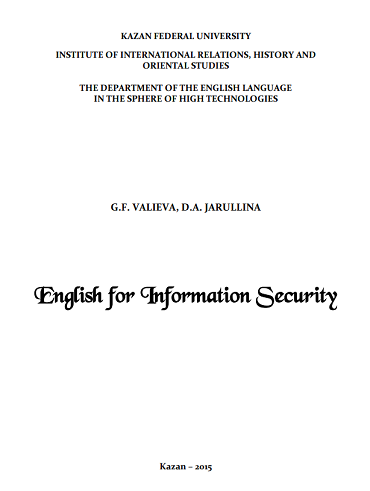 KAZAN FEDERAL UNIVERSITY
INSTITUTE OF INTERNATIONAL RELATIONS, HISTORY AND
ORIENTAL STUDIES
THE DEPARTMENT OF THE ENGLISH LANGUAGE
IN THE SPHERE OF HIGH TECHNOLOGIES
G.F. VALIEVA, D.A. JARULLINA
English for Information Security
Kazan – 2015